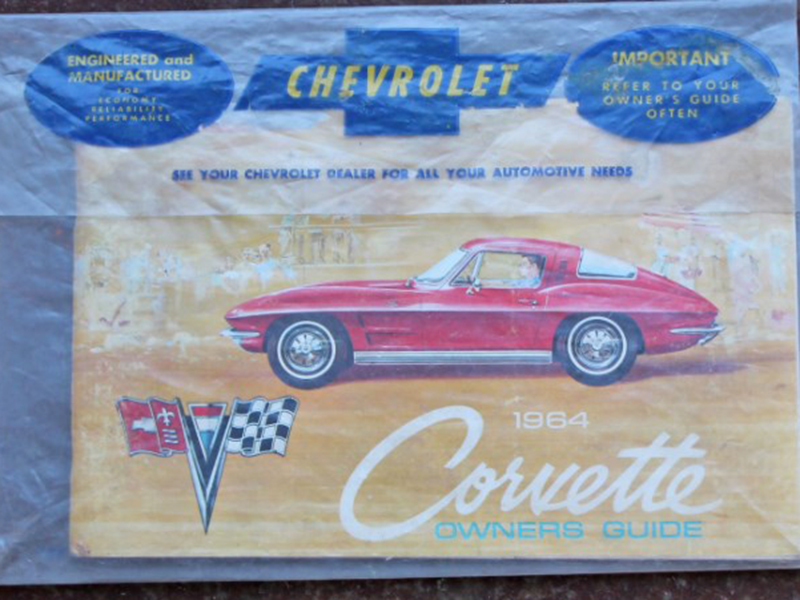 ENGINEERED and
MANUFACTURED
FOR
ECONOMY
RELIABILITY
PERFORMANCE
CHEVROLET
IMPORTANT
REFER TO YOUR
OWNER'S GUIDE
OFTEN
SEE YOUR CHEVROLET DEALER FOR ALL YOUR AUTOMOTIVE NEEDS
1964
Corvette
OWNERS GUIDE